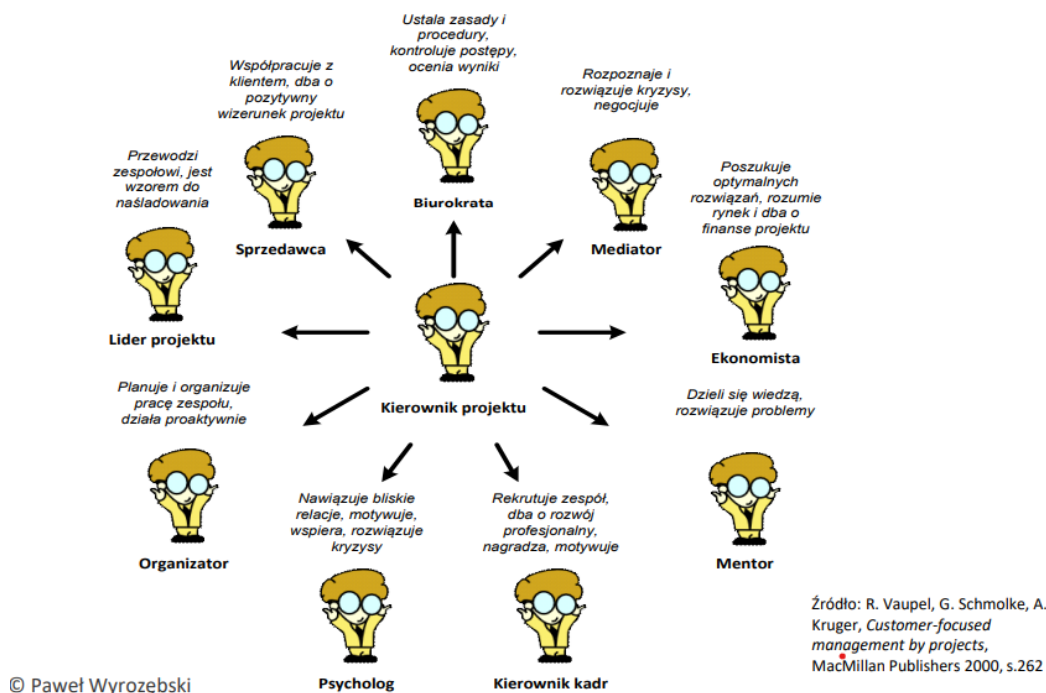 Ustala zasady i
procedury,
kontroluje postępy,
ocenia wyniki
Biurokrata
Współpracuje z
klientem, dba o
pozytywny
wizerunek projektu
Sprzedawca
Rozpoznaje i
rozwiązuje kryzysy,
negocjuje
Mediator
Przewodzi
zespołowi, jest
wzorem do
naśladowania
Lider projektu
Poszukuje
optymalnych
rozwiązań, rozumie
rynek i dba o
finanse projektu
Ekonomista
Kierownik projektu
Planuje i organizuje
pracę zespołu,
działa proaktywnie
Organizator
Dzieli się wiedzą,
rozwiązuje problemy
Mentor
Nawiązuje bliskie
relacje, motywuje,
wspiera, rozwiązuje
kryzysy
Psycholog
Rekrutuje zespół,
dba o rozwój
profesjonalny,
nagradza, motywuje
Kierownik kadr
Źródło: R. Vaupel, G. Schmolke, A.
Kruger, Customer-focused
management by projects,
MacMillan Publishers 2000, s.262
© Paweł Wyrozębski